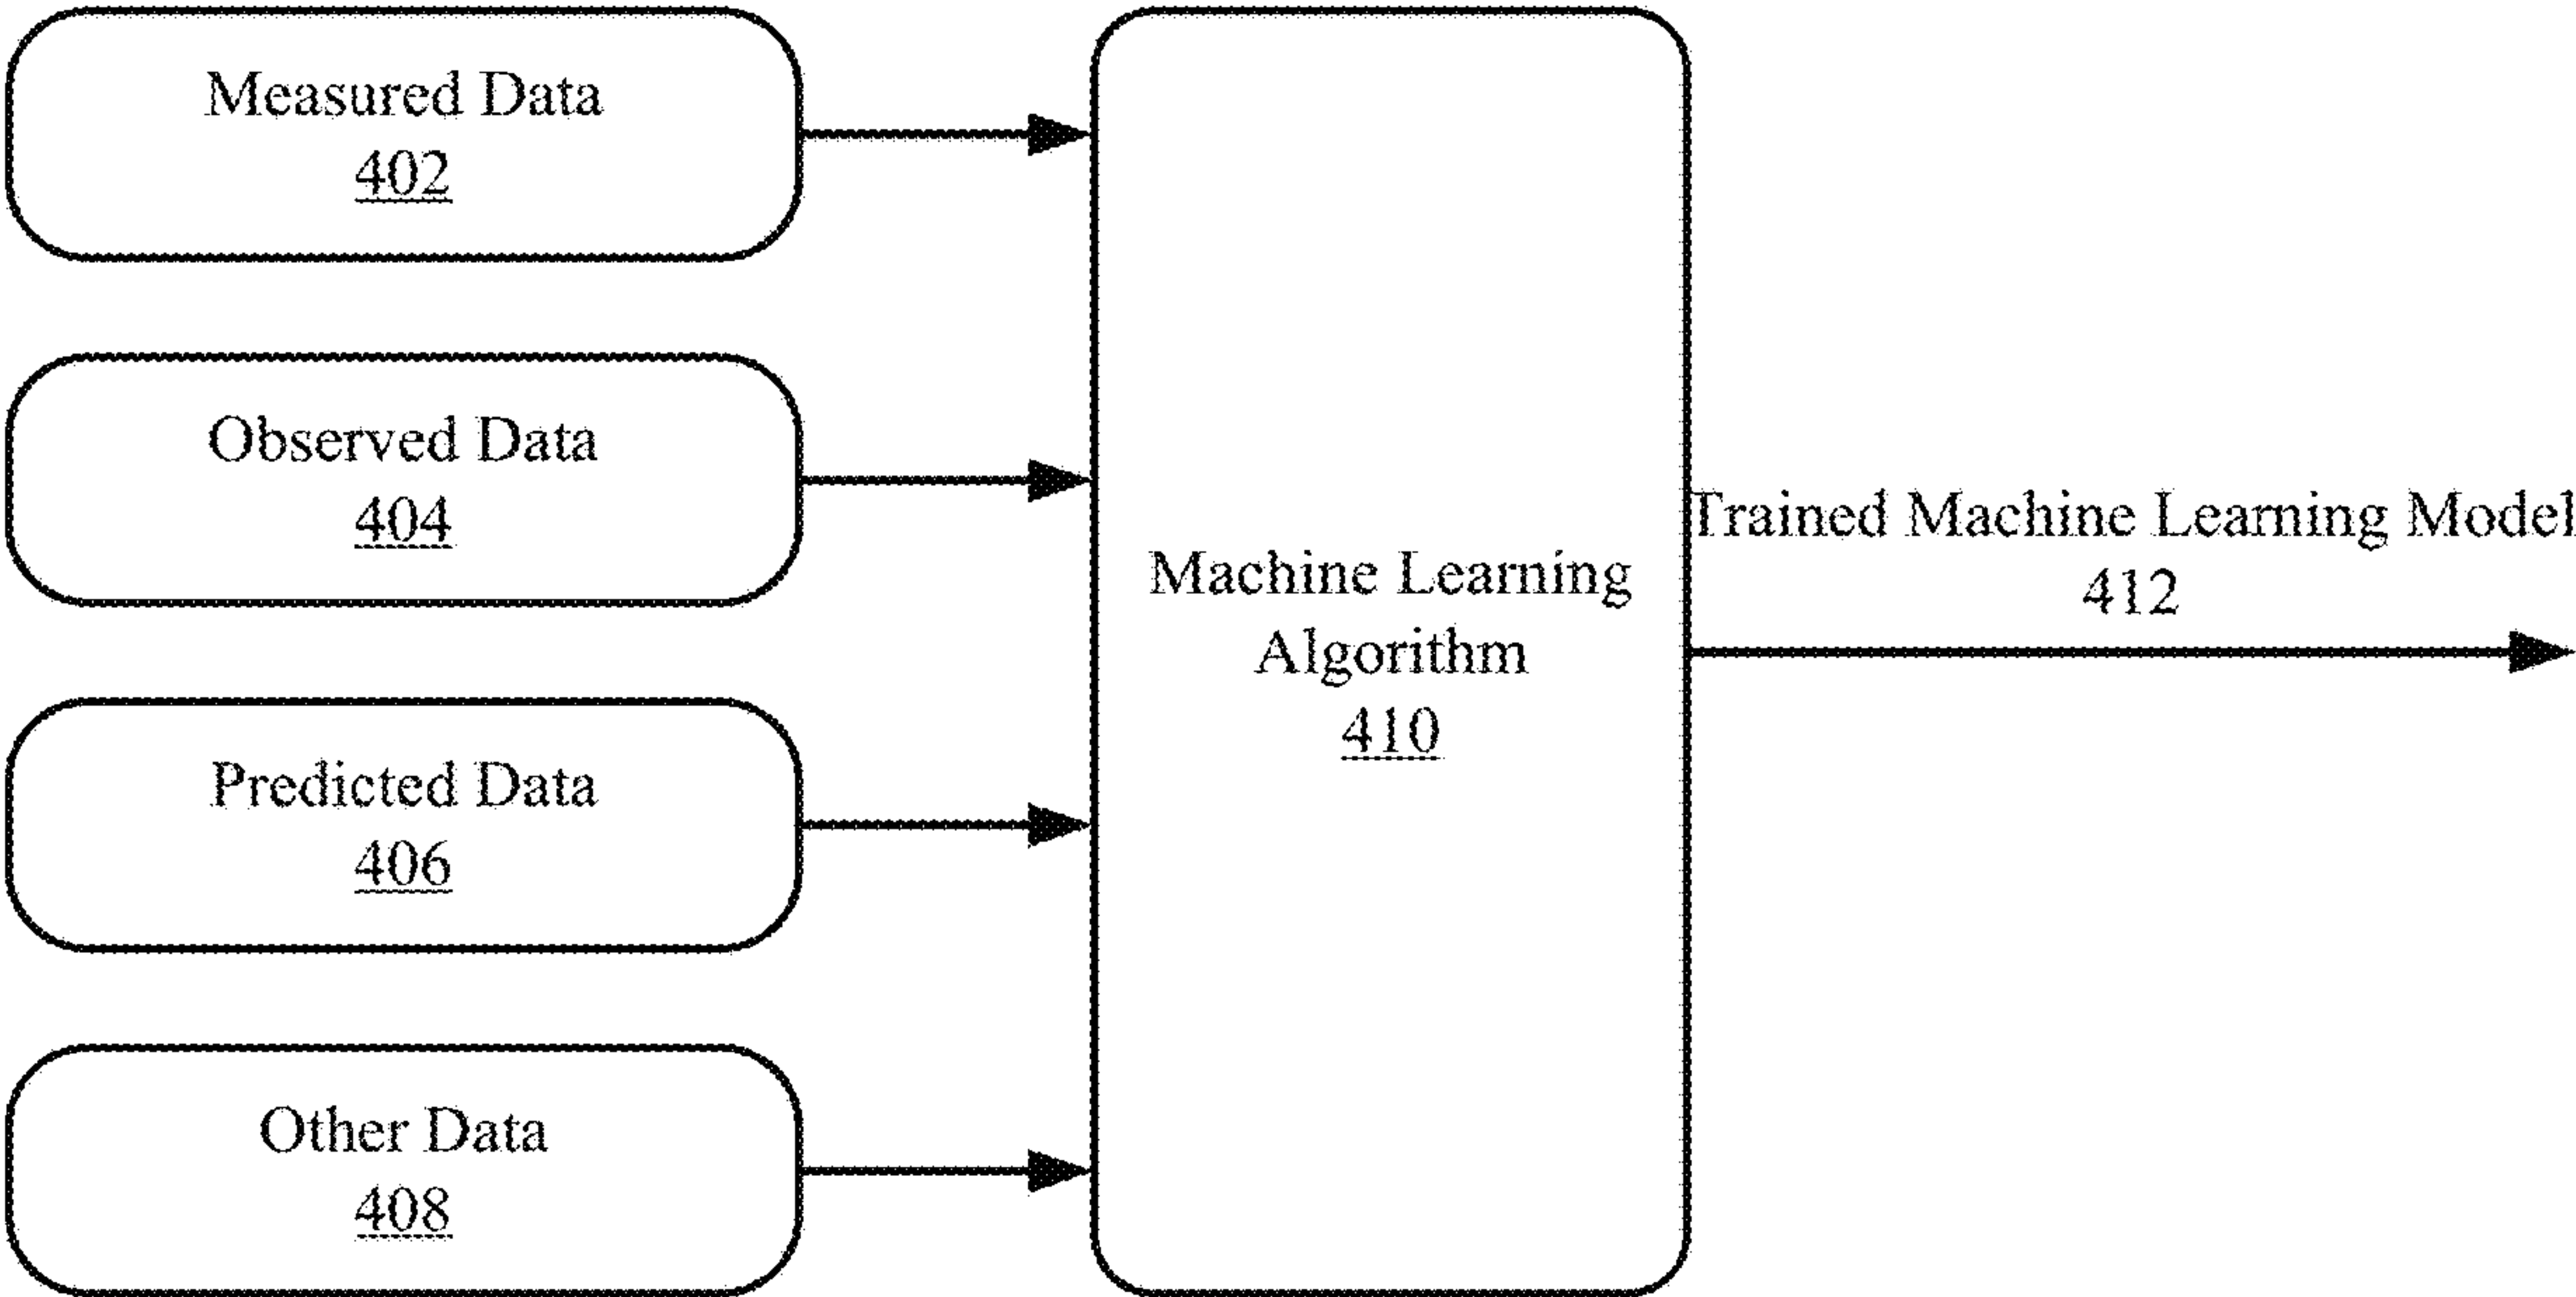 Measured Data
402
Observed Data
404
Predicted Data
406
Other Data
408
Machine Learning
Algorithm
410
Trained Machine Learning Model
412